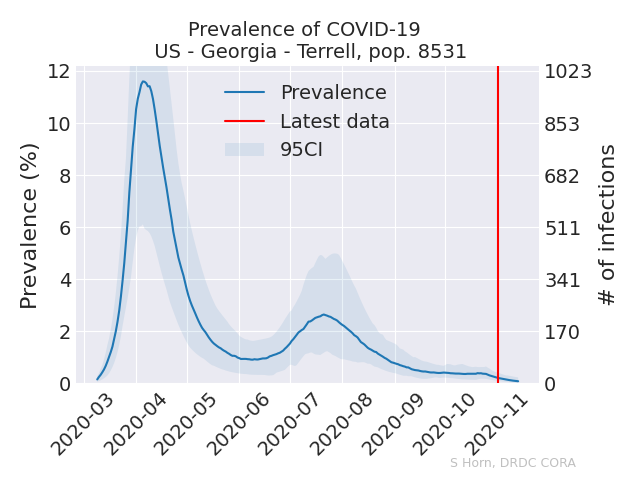 Prevalence of COVID-19
US - Georgia - Terrell, pop. 8531
Prevalence
Latest data
95CI
Prevalence (%)
12
10
8
6
4
2
0
1023
853
682
511
341
170
0
# of infections
2020-03
2020-04
2020-05
2020-06
2020-07
2020-08
2020-09
2020-10
2020-11
S Horn, DRDC CORA